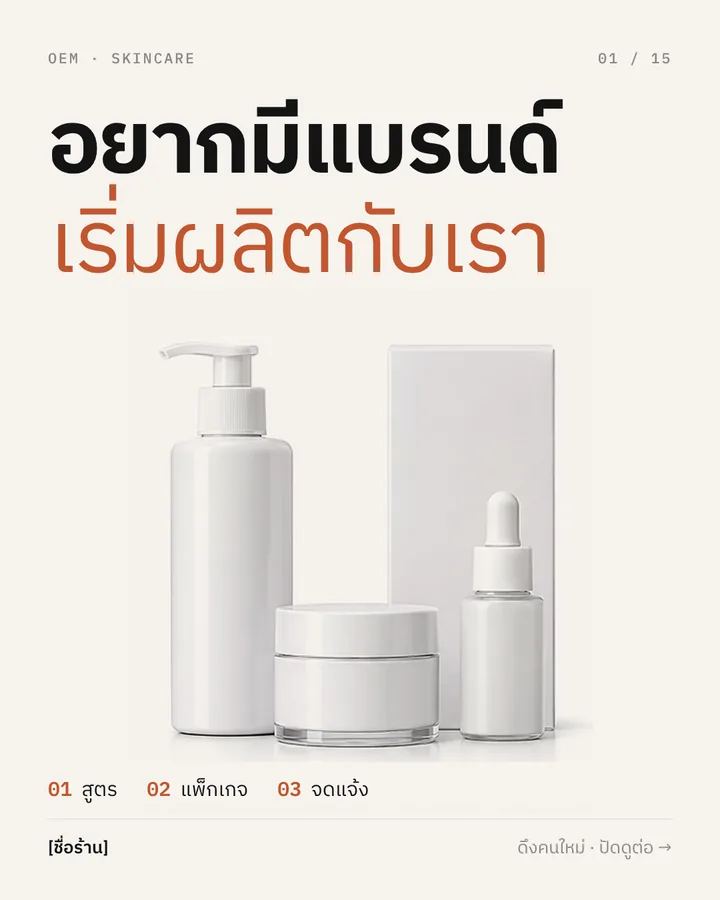 OEM · SKINCARE
01 / 15
อยากมีแบรนด์
เริ่มผลิตกับเรา
01 สูตร 02 แพ็กเกจ 03 จดแจ้ง
[ชื่อร้าน]
ดึงคนใหม่ · ปัดดูต่อ →